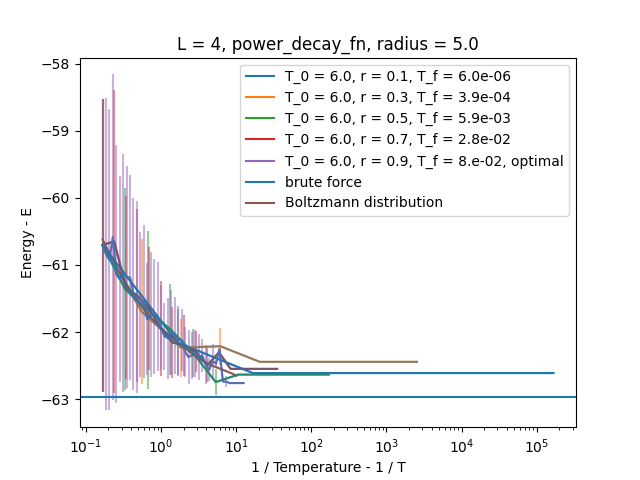 L = 4, power_decay_fn, radius = 5.0
T_0 = 6.0, r = 0.1, T_f = 6.0e-06
T_0 = 6.0, r = 0.3, T_f = 3.9e-04
T_0 = 6.0, r = 0.5, T_f = 5.9e-03
T_0 = 6.0, r = 0.7, T_f = 2.8e-02
T_0 = 6.0, r = 0.9, T_f = 8.e-02, optimal
brute force
Boltzmann distribution
Energy - E
−58
−59
−60
−61
−62
−63
10⁻¹ 10⁰ 10¹ 10² 10³ 10⁴ 10⁵
1 / Temperature - 1 / T